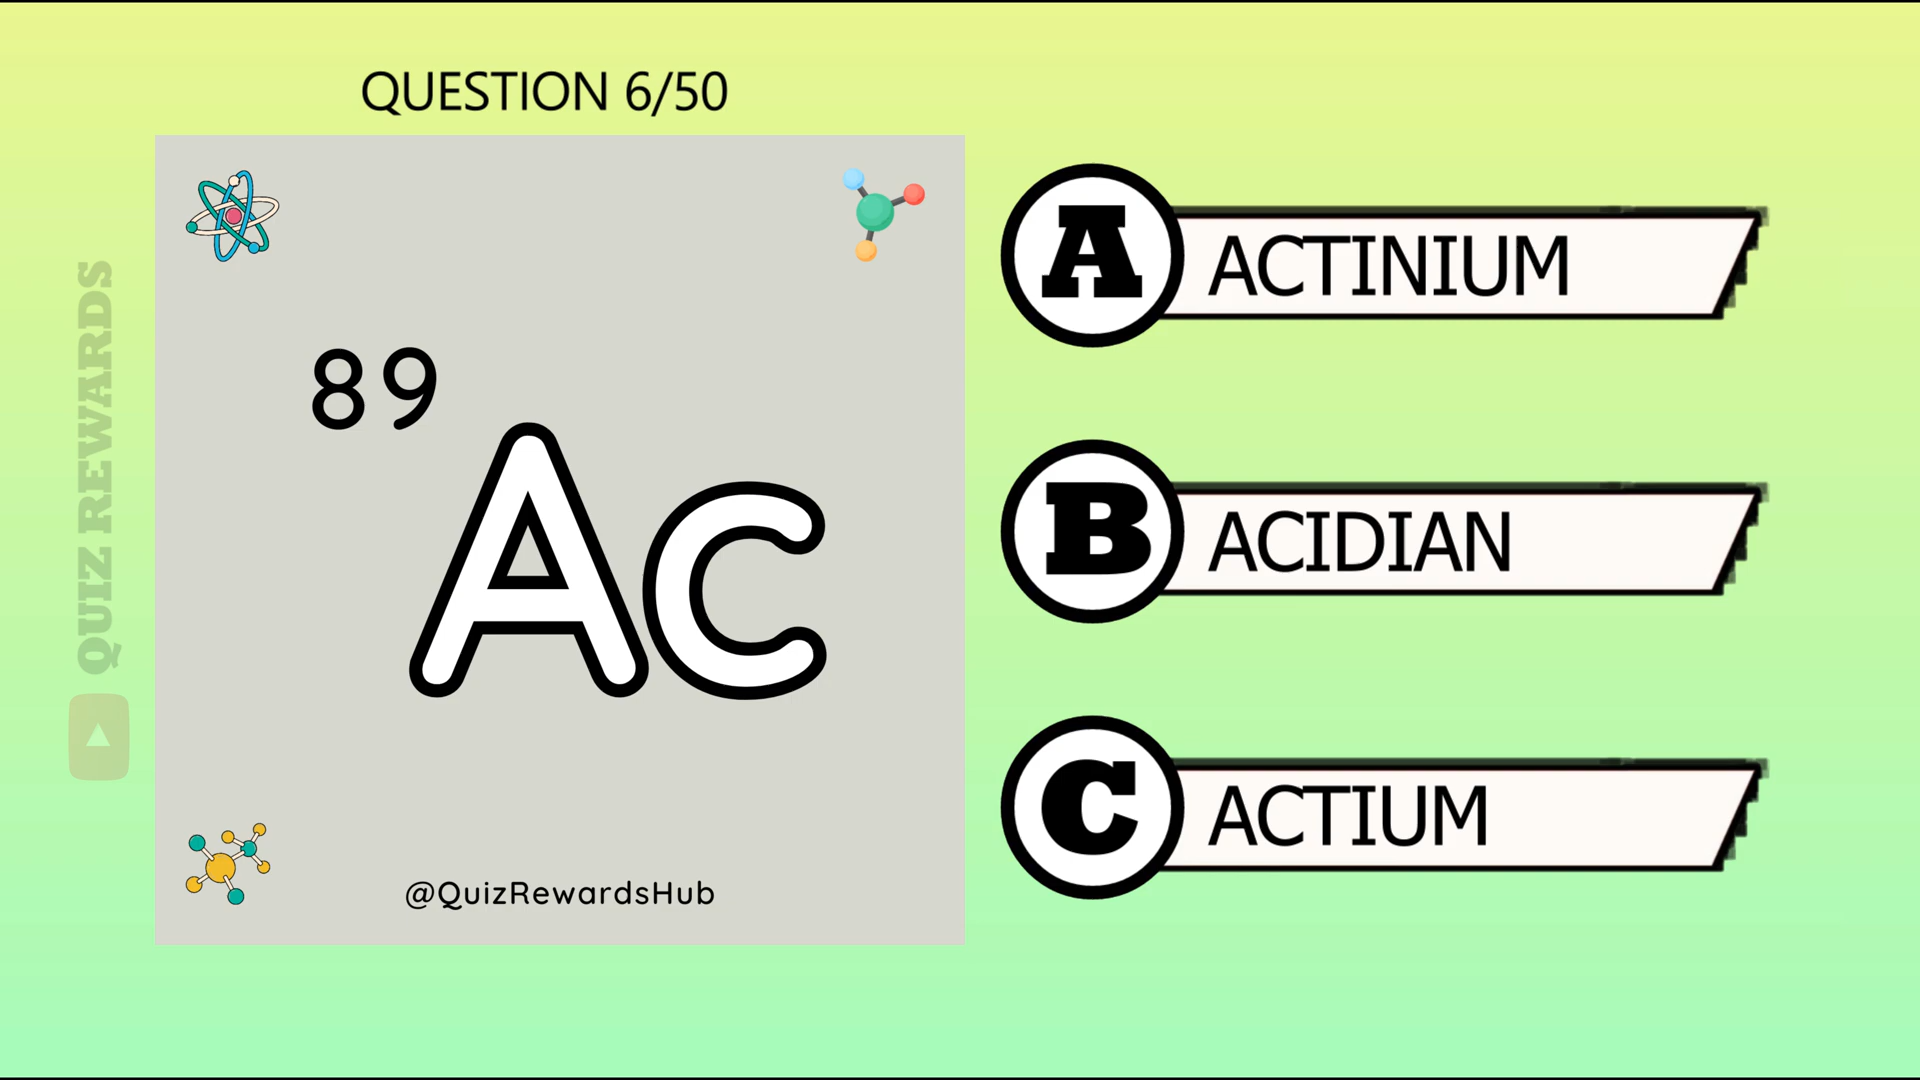 QUESTION 6/50
89
Ac
@QuizRewardsHub
A
ACTINIUM
B
ACIDIAN
C
ACTIUM
QUIZ REWARDS